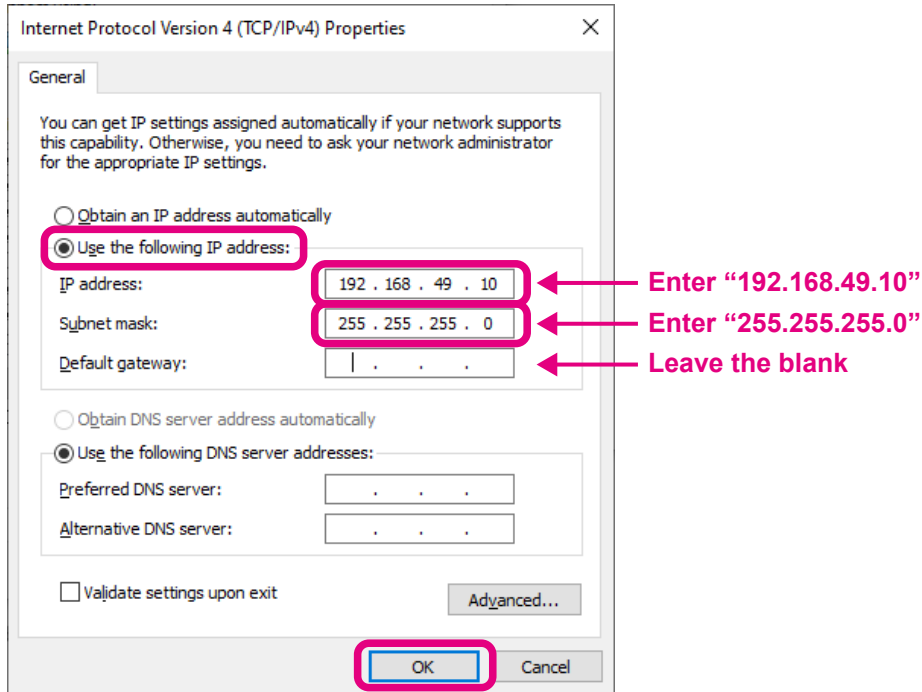 Internet Protocol Version 4 (TCP/IPv4) Properties
General
You can get IP settings assigned automatically if your network supports
this capability. Otherwise, you need to ask your network administrator
for the appropriate IP settings.
Obtain an IP address automatically
Use the following IP address:
IP address: 192 . 168 . 49 . 10 Enter “192.168.49.10”
Subnet mask: 255 . 255 . 255 . 0 Enter “255.255.255.0”
Default gateway: . . . Leave the blank
Obtain DNS server address automatically
Use the following DNS server addresses:
Preferred DNS server: . . .
Alternative DNS server: . . .
Validate settings upon exit
Advanced...
OK Cancel